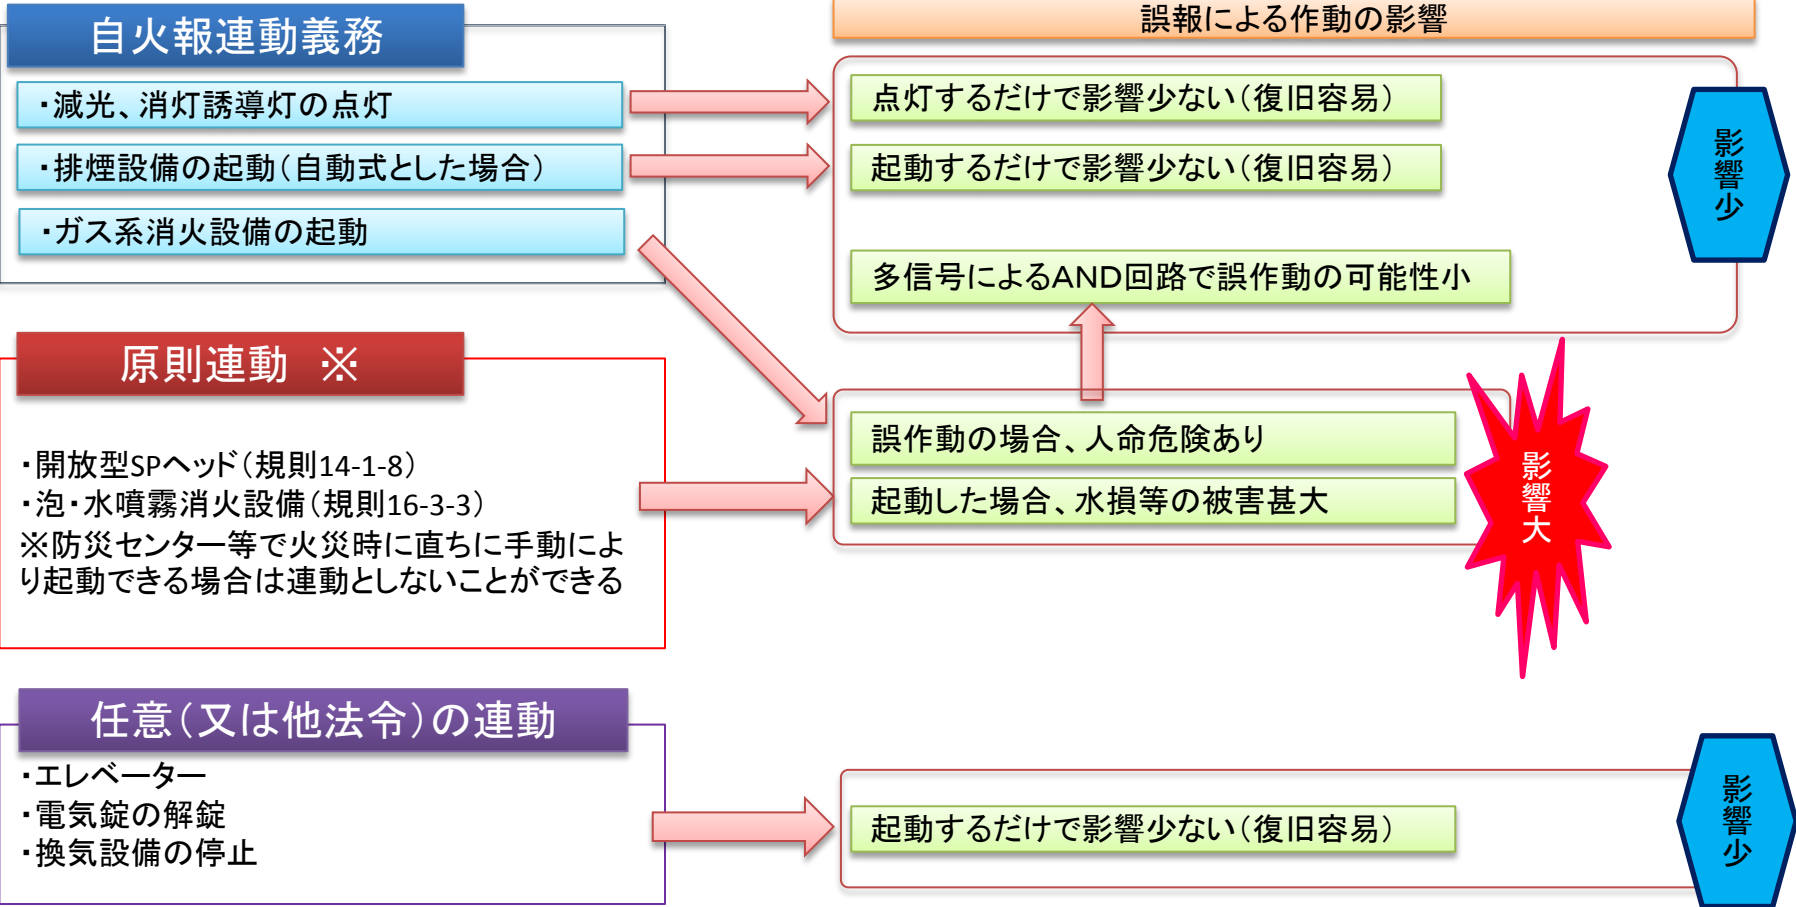 自火報連動義務
・減光、消灯誘導灯の点灯
・排煙設備の起動（自動式とした場合）
・ガス系消火設備の起動
誤報による作動の影響
点灯するだけで影響少ない（復旧容易）
起動するだけで影響少ない（復旧容易）
多信号によるAND回路で誤作動の可能性小
影響少
原則連動　※
・開放型SPヘッド（規則14-1-8）
・泡・水噴霧消火設備（規則16-3-3）
※防災センター等で火災時に直ちに手動によ
り起動できる場合は連動としないことができる
誤作動の場合、人命危険あり
起動した場合、水損等の被害甚大
影響大
任意（又は他法令）の連動
・エレベーター
・電気錠の解錠
・換気設備の停止
起動するだけで影響少ない（復旧容易）
影響少